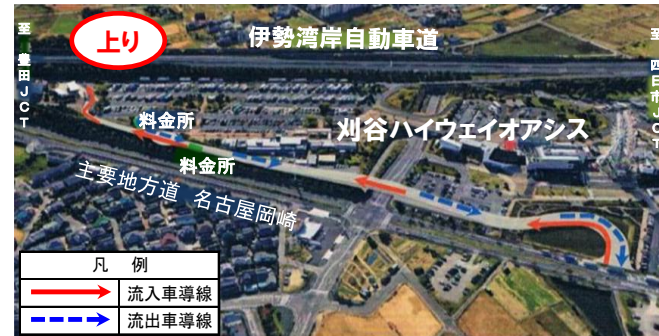 至 豊田JCT
上り
伊勢湾岸自動車道
至 四日市JCT
料金所
刈谷ハイウェイオアシス
料金所
主要地方道 名古屋岡崎
凡 例
流入車導線
流出車導線